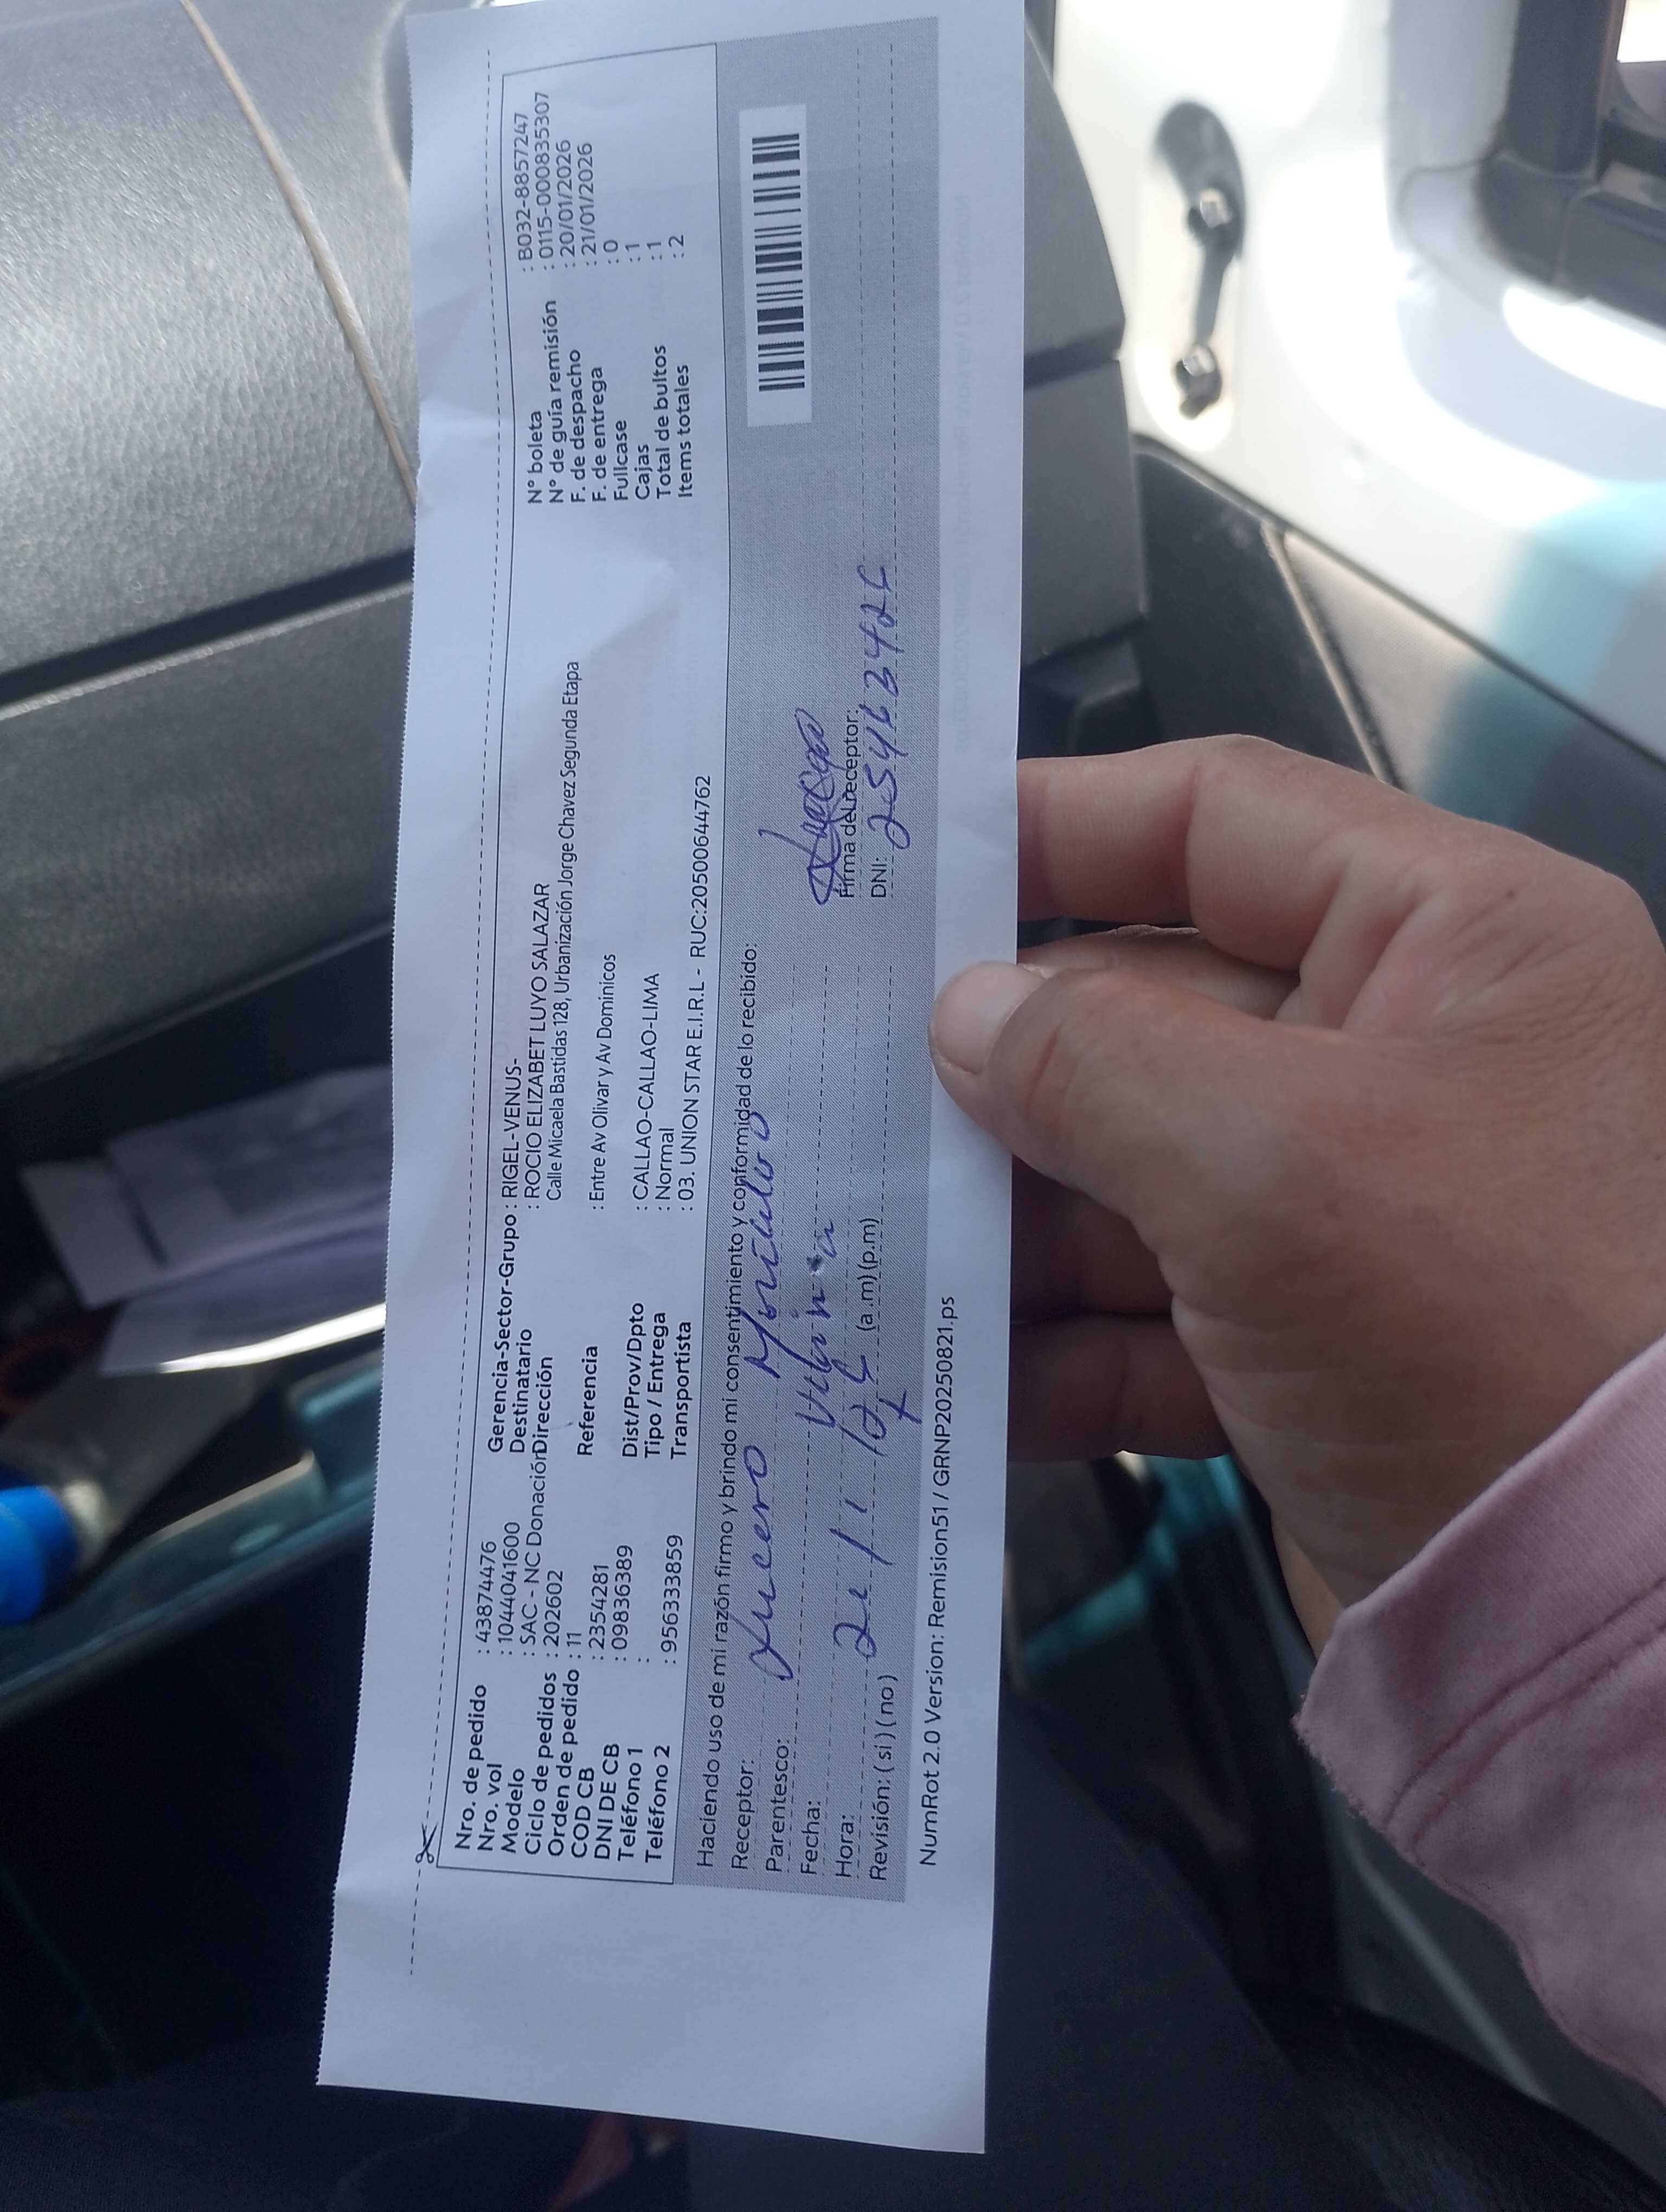 Nro. de pedido : 43874476
Nro. vol : 10440416​00
Modelo : SAC - NC Donación
Ciclo de pedidos : 202602
Orden de pedido : 11
COD CB : 2354281
DNI DE CB : 09836389
Teléfono 1 :
Teléfono 2 : 956333859
Gerencia-Sector-Grupo : RIGEL-VENUS-
Destinatario : ROCIO ELIZABET LUYO SALAZAR
Dirección Calle Micaela Bastidas 128, Urbanización Jorge Chavez Segunda Etapa
Referencia : Entre Av Olivar y Av Dominicos
Dist/Prov/Dpto : CALLAO-CALLAO-LIMA
Tipo / Entrega : Normal
Transportista : 03. UNION STAR E.I.R.L - RUC:20500644762
N° boleta : B032-8857247
N° de guía remisión : 0115-0000835307
F. de despacho : 20/01/2026
F. de entrega : 21/01/2026
Fullcase : 0
Cajas : 1
Total de bultos : 1
Items totales : 2
Haciendo uso de mi razón firmo y brindo mi consentimiento y conformidad de lo recibido:
Receptor: Lucero
Parentesco:
Fecha:
Hora: (a.m) (p.m)
Revisión: ( si ) ( no )
Firma del receptor:
DNI:
NumRot 2.0 Version: Remision51 / GRNP20250821.ps